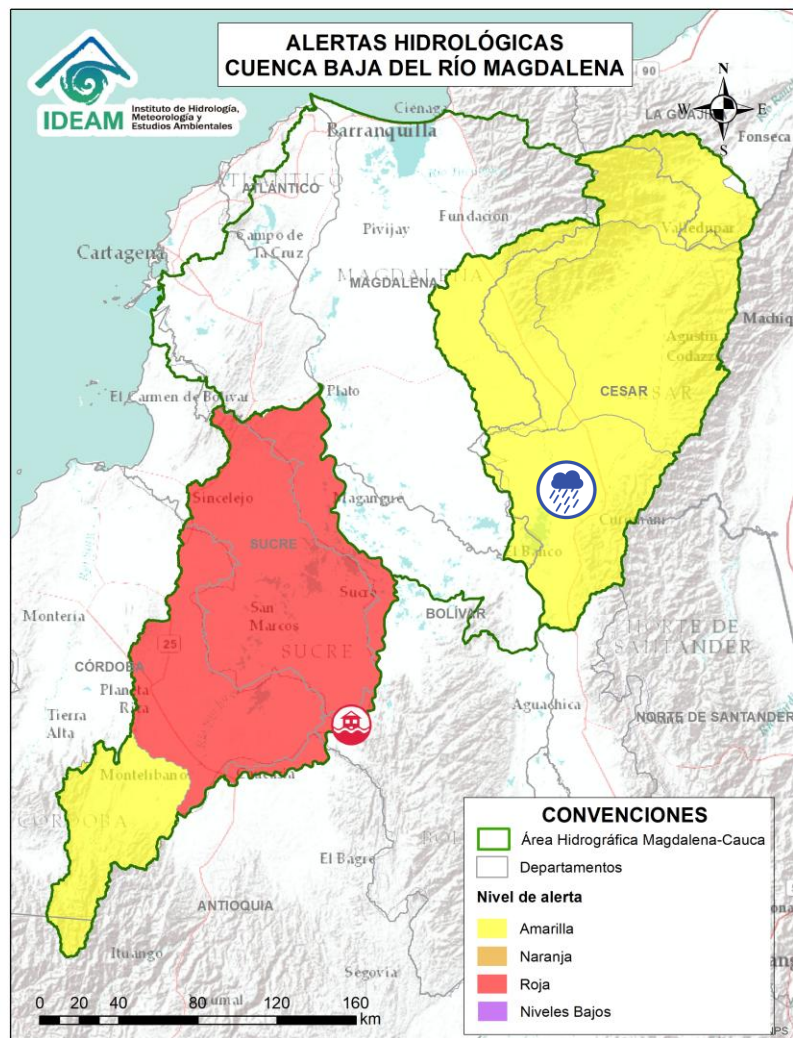 ALERTAS HIDROLÓGICAS
CUENCA BAJA DEL RÍO MAGDALENA
IDEAM
Instituto de Hidrología,
Meteorología y
Estudios Ambientales
90
N
W
E
S
Ciénaga
LA GUAJIRA
Barranquilla
Fonseca
ATLÁNTICO
Fundación
Valledupar
Pivijay
Campo de
la Cruz
Cartagena
MAGDALENA
MAGDALENA
Machiq
Agustín
Codazzi
CESAR
El Carmen de Bolívar
Plato
Sincelejo
Magangue
SUCRE
El Banco
Sucre
BOLÍVAR
Montería
San
Marcos
25
SUCRE
NORTE DE
SANTANDER
CÓRDOBA
Planeta
Rica
Aguachica
Tierra
Alta
NORTE DE SANTANDER
Montelibano
CÓRDOBA
El Bagre
ANTIOQUIA
Ituango
Segovia
0 20 40 80 120 160
km
CONVENCIONES
Área Hidrográfica Magdalena-Cauca
Departamentos
Nivel de alerta
Amarilla
Naranja
Roja
Niveles Bajos